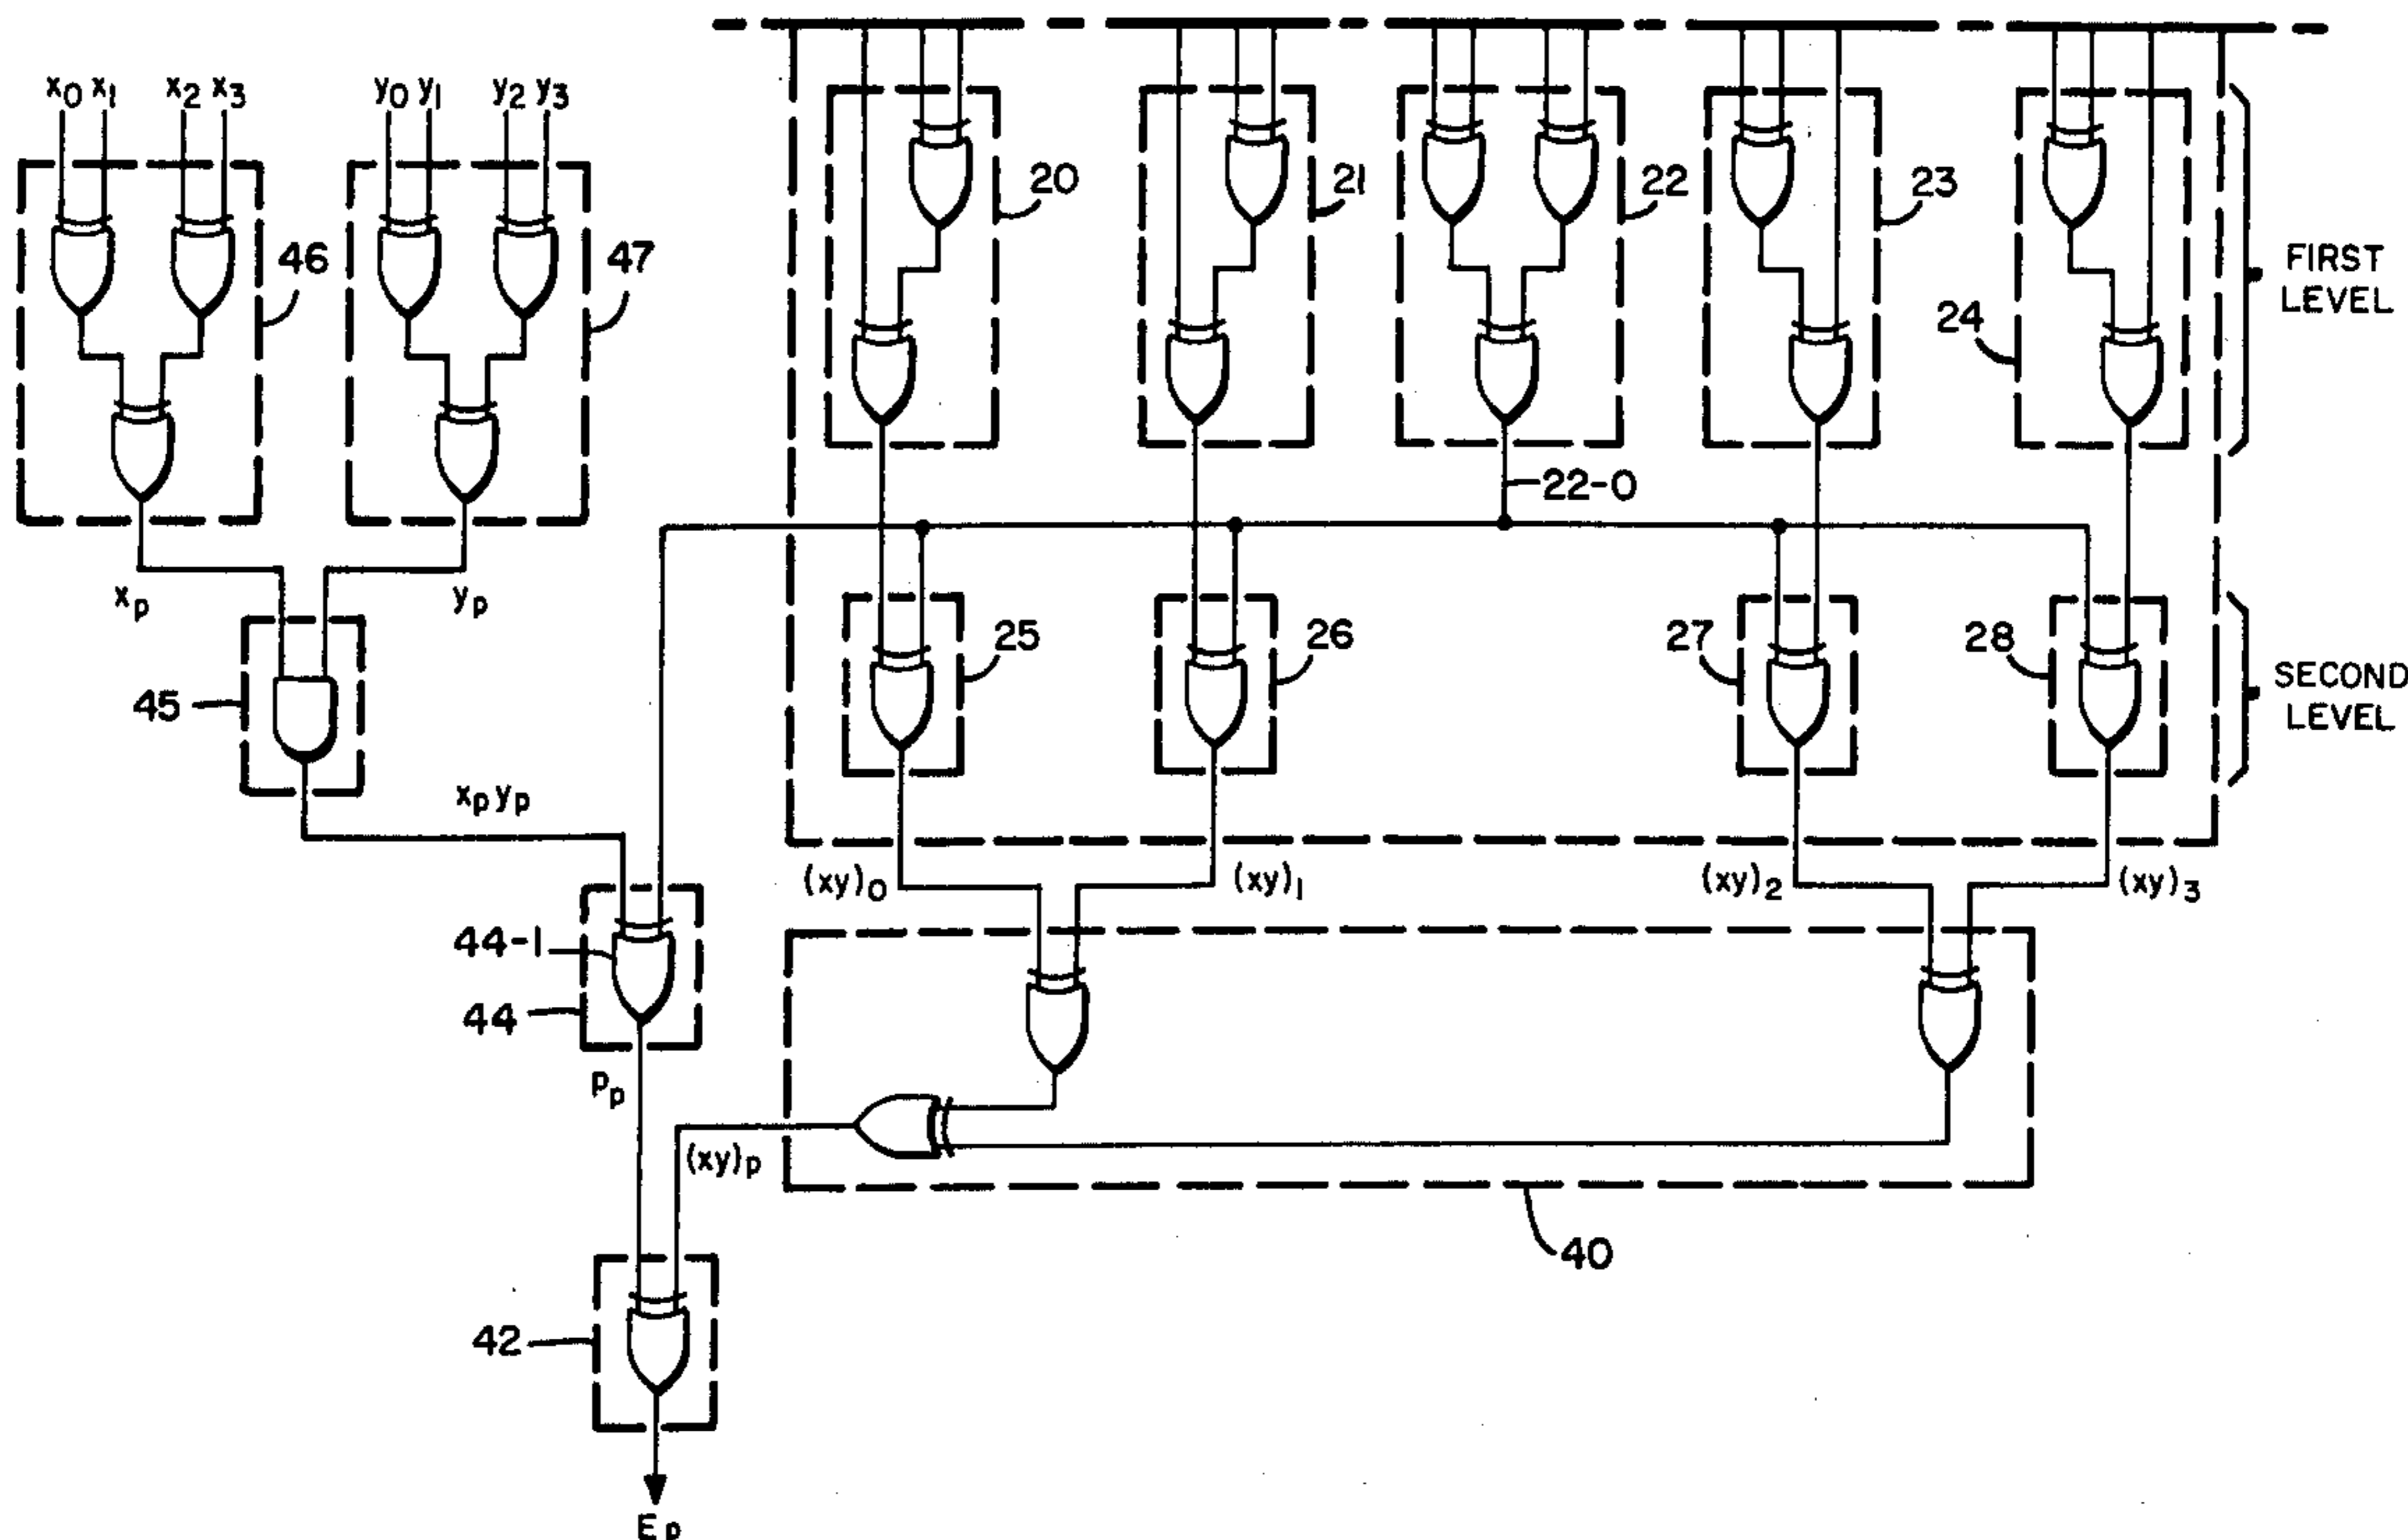 x0 x1 x2 x3 y0 y1 y2 y3
46
47
20
21
22
23
24
FIRST
LEVEL
22-0
xp
yp
45
25
26
27
28
SECOND
LEVEL
xpyp
(xy)0
(xy)1
(xy)2
(xy)3
44-1
44
Pp
(xy)p
40
42
Ep